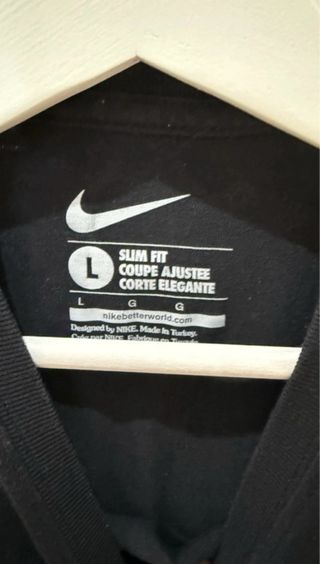 L
SLIM FIT
COUPE AJUSTEE
CORTE ELEGANTE
L G G
nikebetterworld.com
Designed by NIKE. Made in Turkey.